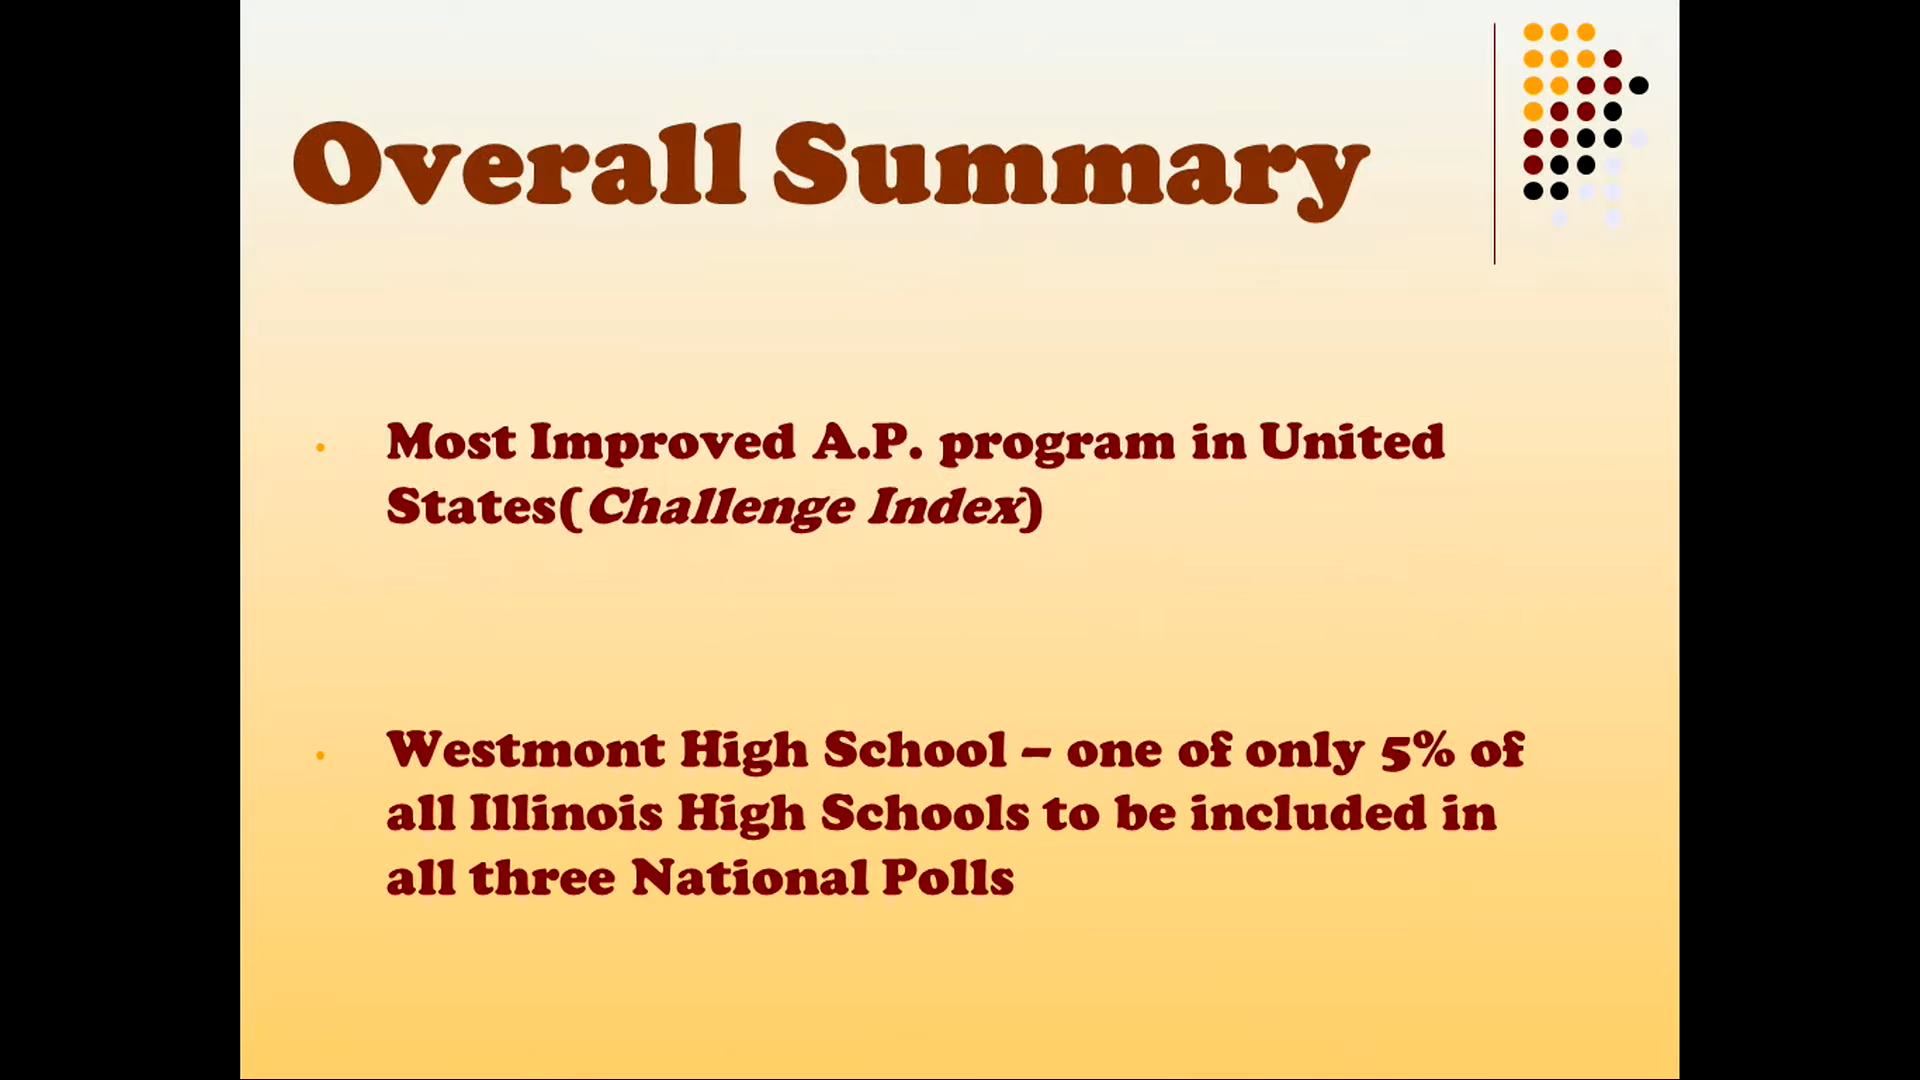 Overall Summary
• Most Improved A.P. program in United
States(Challenge Index)
• Westmont High School – one of only 5% of
all Illinois High Schools to be included in
all three National Polls